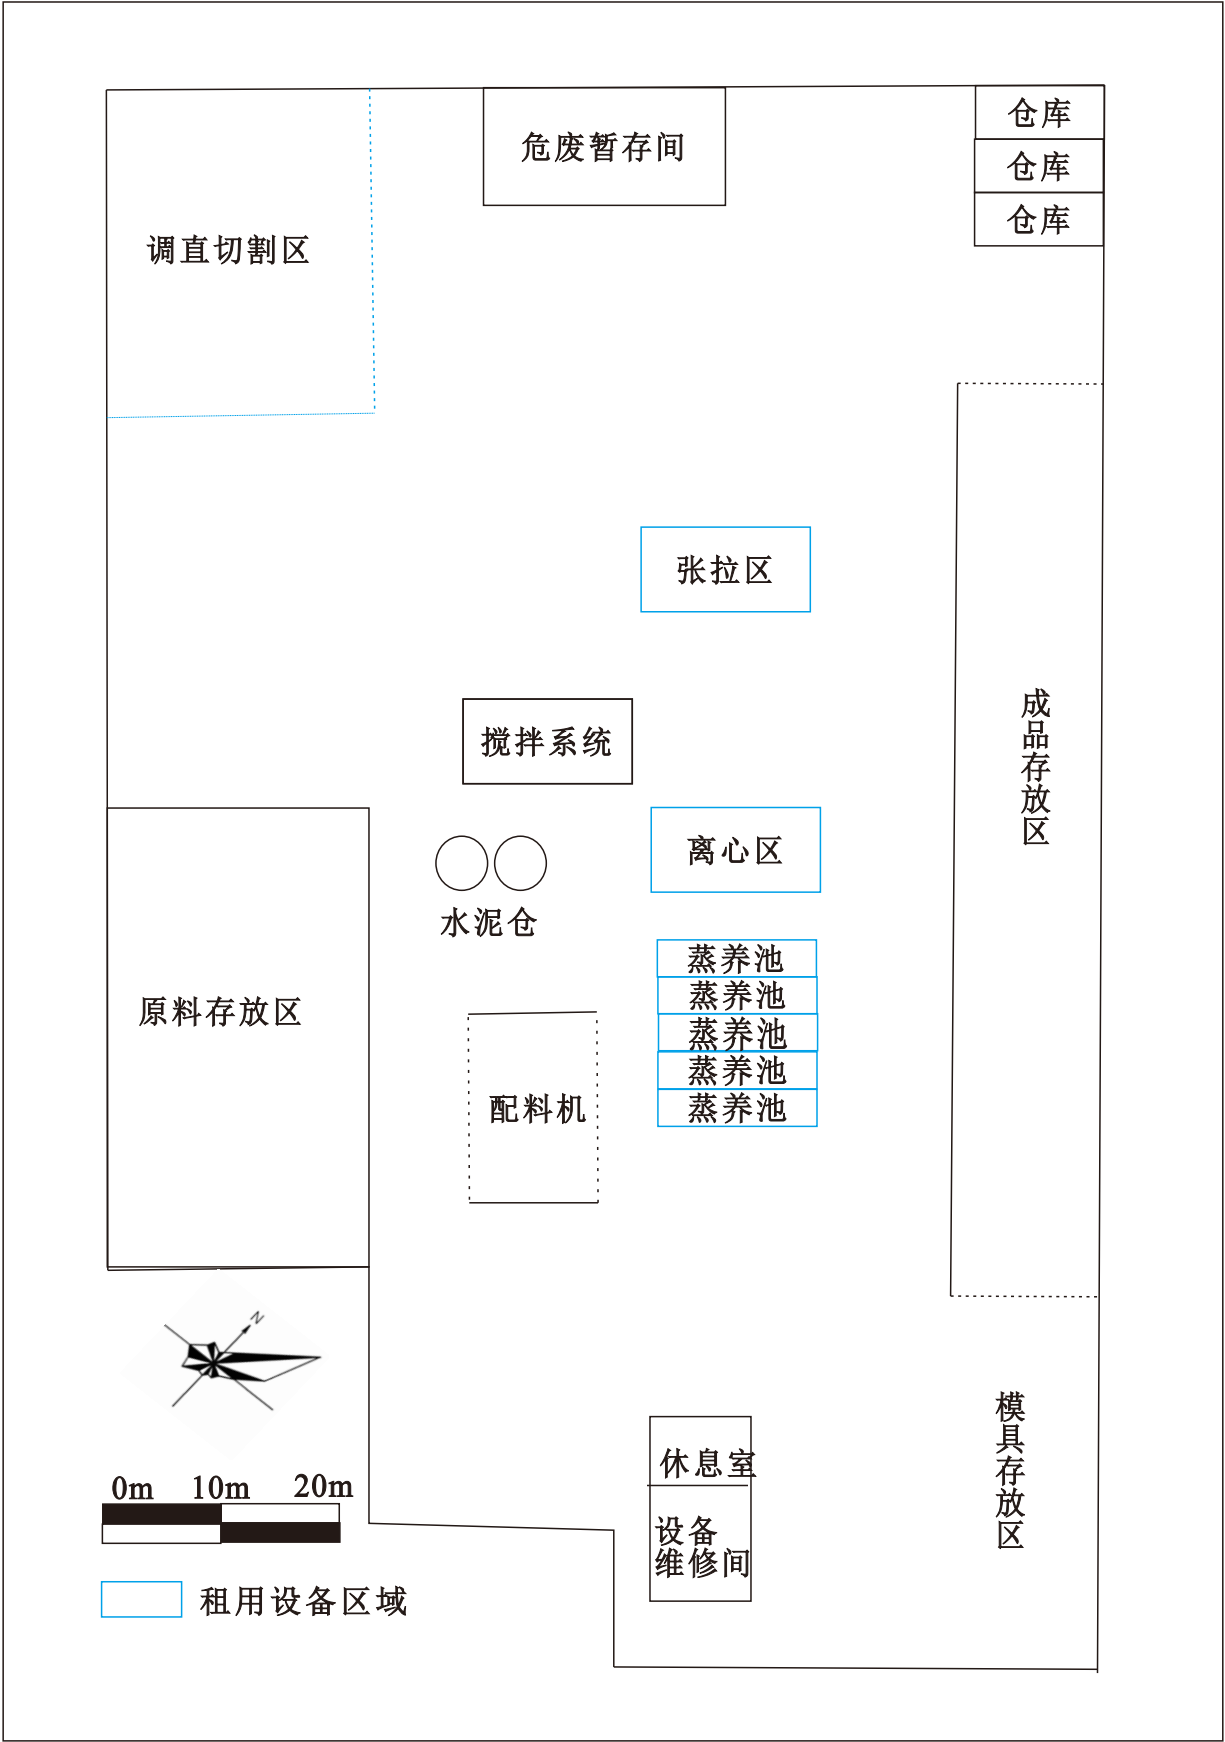 危废暂存间
仓库
仓库
仓库
调直切割区
张拉区
搅拌系统
成品存放区
离心区
水泥仓
蒸养池
蒸养池
蒸养池
蒸养池
蒸养池
原料存放区
配料机
N
模具存放区
休息室
设备
维修间
0m 10m 20m
租用设备区域